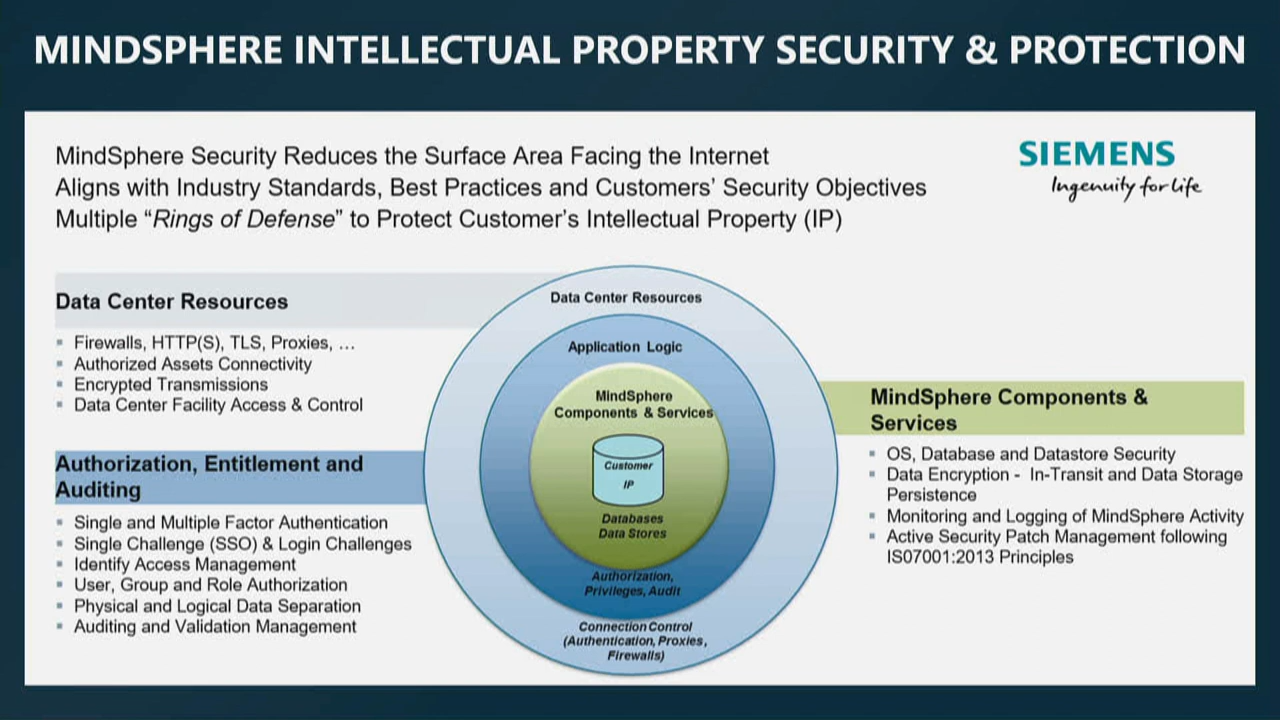 MINDSPHERE INTELLECTUAL PROPERTY SECURITY & PROTECTION
MindSphere Security Reduces the Surface Area Facing the Internet
Aligns with Industry Standards, Best Practices and Customers’ Security Objectives
Multiple “Rings of Defense” to Protect Customer’s Intellectual Property (IP)
SIEMENS
Ingenuity for Life
Data Center Resources
Firewalls, HTTP(S), TLS, Proxies, …
Authorized Assets Connectivity
Encrypted Transmissions
Data Center Facility Access & Control
Authorization, Entitlement and
Auditing
Single and Multiple Factor Authentication
Single Challenge (SSO) & Login Challenges
Identify Access Management
User, Group and Role Authorization
Physical and Logical Data Separation
Auditing and Validation Management
Data Center Resources
Application Logic
MindSphere
Components & Services
Customer
IP
Databases
Data Stores
Authorization,
Privileges, Audit
Connection Control
(Authentication, Proxies,
Firewalls)
MindSphere Components &
Services
OS, Database and Datastore Security
Data Encryption - In-Transit and Data Storage
Persistence
Monitoring and Logging of MindSphere Activity
Active Security Patch Management following
IS07001:2013 Principles